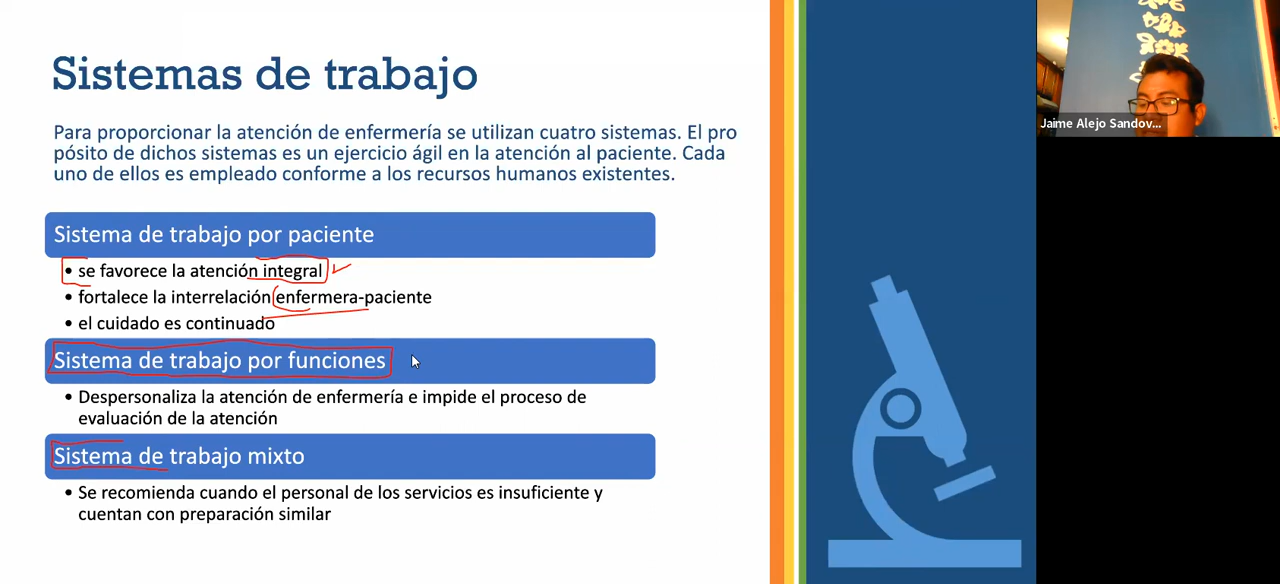 Sistemas de trabajo
Para proporcionar la atención de enfermería se utilizan cuatro sistemas. El pro
pósito de dichos sistemas es un ejercicio ágil en la atención al paciente. Cada
uno de ellos es empleado conforme a los recursos humanos existentes.
Sistema de trabajo por paciente
• se favorece la atención integral
• fortalece la interrelación enfermera-paciente
• el cuidado es continuado
Sistema de trabajo por funciones
• Despersonaliza la atención de enfermería e impide el proceso de
evaluación de la atención
Sistema de trabajo mixto
• Se recomienda cuando el personal de los servicios es insuficiente y
cuentan con preparación similar
Jaime Alejo Sandov...